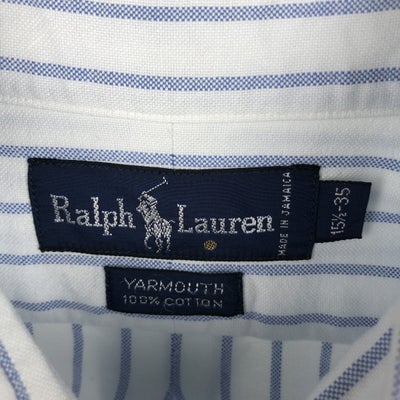 Ralph Lauren
MADE IN JAMAICA
15½-35
YARMOUTH
100% COTTON